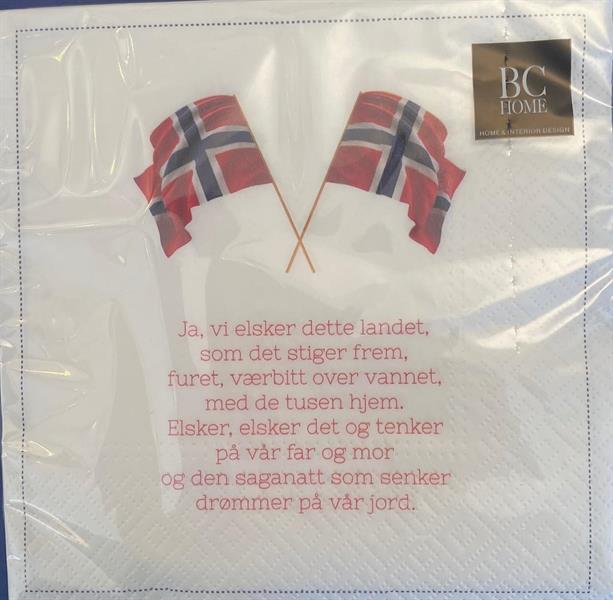 BC
HOME
HOME & INTERIOR DESIGN
Ja, vi elsker dette landet,
som det stiger frem,
furet, værbitt over vannet,
med de tusen hjem.
Elsker, elsker det og tenker
på vår far og mor
og den saganatt som senker
drømmer på vår jord.